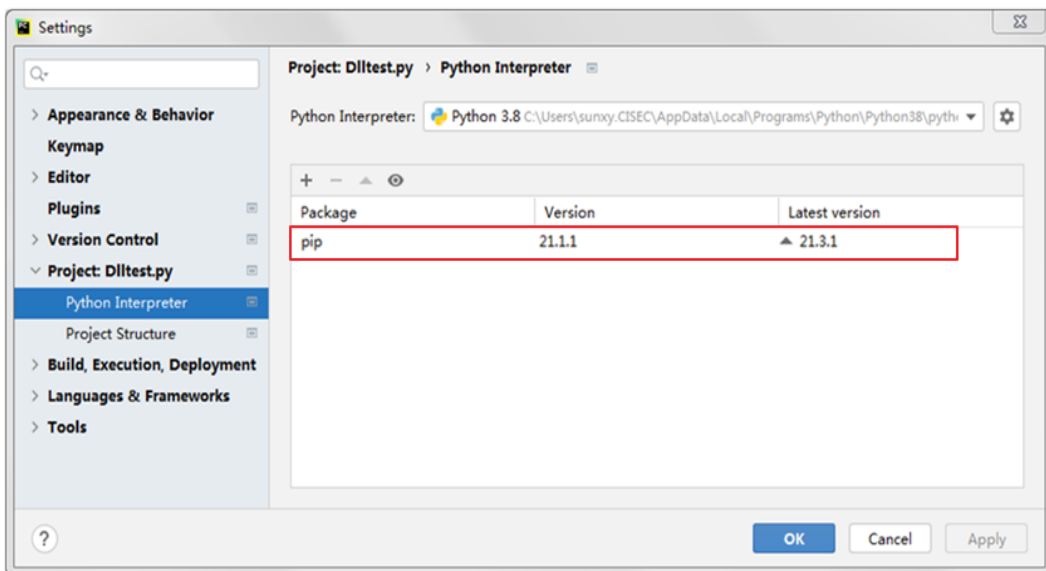 Settings
Appearance & Behavior
Keymap
Editor
Plugins
Version Control
Project: Dlltest.py
Python Interpreter
Project Structure
Build, Execution, Deployment
Languages & Frameworks
Tools
Project: Dlltest.py > Python Interpreter
Python Interpreter: Python 3.8 C:\Users\sunxy.CISEC\AppData\Local\Programs\Python\Python38\pyth
Package Version Latest version
pip 21.1.1 21.3.1
? OK Cancel Apply